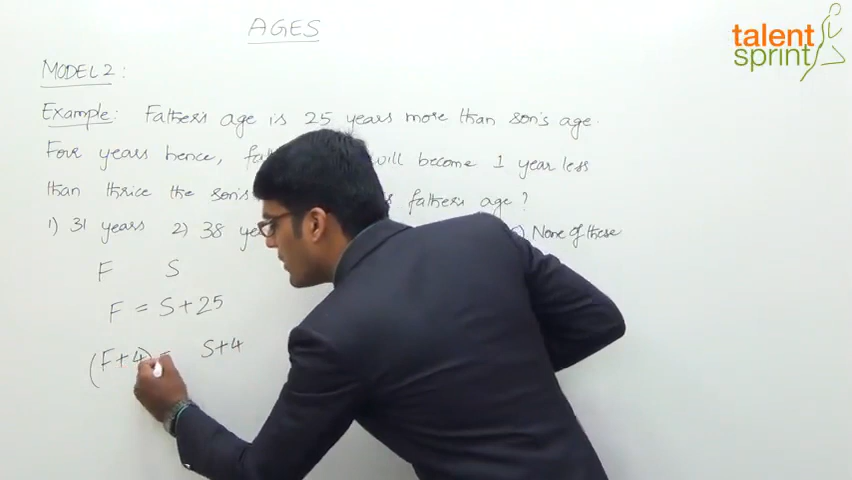 AGES
talent
sprint
MODEL 2 :
Example: Father's age is 25 years more than son's age.
Four years hence, will become 1 year less
than thrice the son's father's age?
1) 31 years 2) 38 None of these
F S
F = S+25
(F+4) = S+4